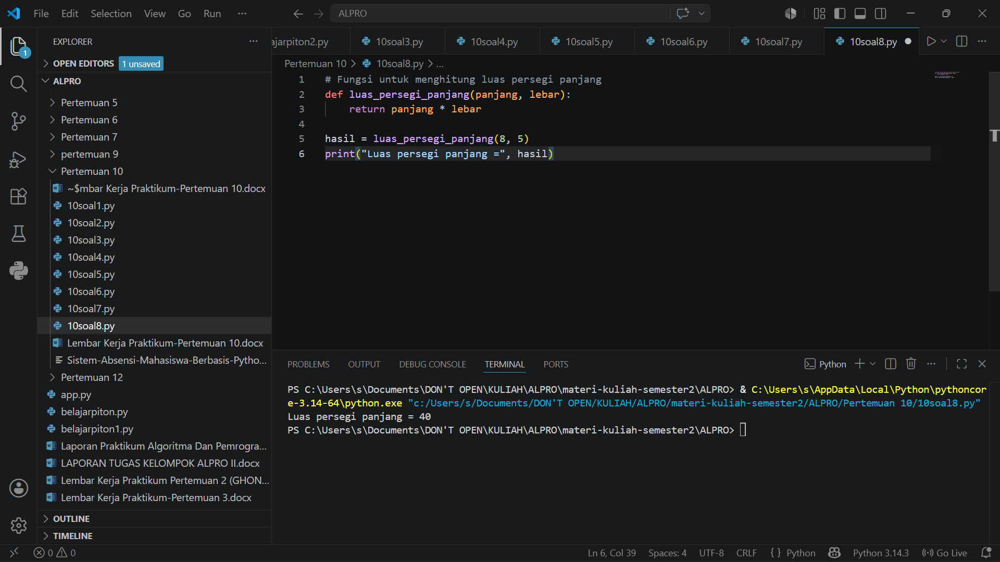 File Edit Selection View Go Run ···
ALPRO
EXPLORER
OPEN EDITORS 1 unsaved
ALPRO
Pertemuan 5
Pertemuan 6
Pertemuan 7
pertemuan 9
Pertemuan 10
~$mbar Kerja Praktikum-Pertemuan 10.docx
10soal1.py
10soal2.py
10soal3.py
10soal4.py
10soal5.py
10soal6.py
10soal7.py
10soal8.py
Lembar Kerja Praktikum-Pertemuan 10.docx
Sistem-Absensi-Mahasiswa-Berbasis-Pytho...
Pertemuan 12
app.py
belajarpiton.py
belajarpiton1.py
Laporan Praktikum Algoritma Dan Pemrogra...
LAPORAN TUGAS KELOMPOK ALPRO II.docx
Lembar Kerja Praktikum Pertemuan 2 (GHON...
Lembar Kerja Praktikum-Pertemuan 3.docx
OUTLINE
TIMELINE
1
ajarpiton2.py 10soal3.py 10soal4.py 10soal5.py 10soal6.py 10soal7.py 10soal8.py
Pertemuan 10 > 10soal8.py > ...
1 # Fungsi untuk menghitung luas persegi panjang
2 def luas_persegi_panjang(panjang, lebar):
3 return panjang * lebar
4
5 hasil = luas_persegi_panjang(8, 5)
6 print("Luas persegi panjang =", hasil)
PROBLEMS OUTPUT DEBUG CONSOLE TERMINAL PORTS
Python
PS C:\Users\s\Documents\DON'T OPEN\KULIAH\ALPRO\materi-kuliah-semester2\ALPRO> & C:\Users\s\AppData\Local\Python\pythoncor
e-3.14-64\python.exe "c:/Users/s/Documents/DON'T OPEN/KULIAH/ALPRO/materi-kuliah-semester2/ALPRO/Pertemuan 10/10soal8.py"
Luas persegi panjang = 40
PS C:\Users\s\Documents\DON'T OPEN\KULIAH\ALPRO\materi-kuliah-semester2\ALPRO>
0 0
Ln 6, Col 39 Spaces: 4 UTF-8 CRLF { } Python Python 3.14.3 Go Live